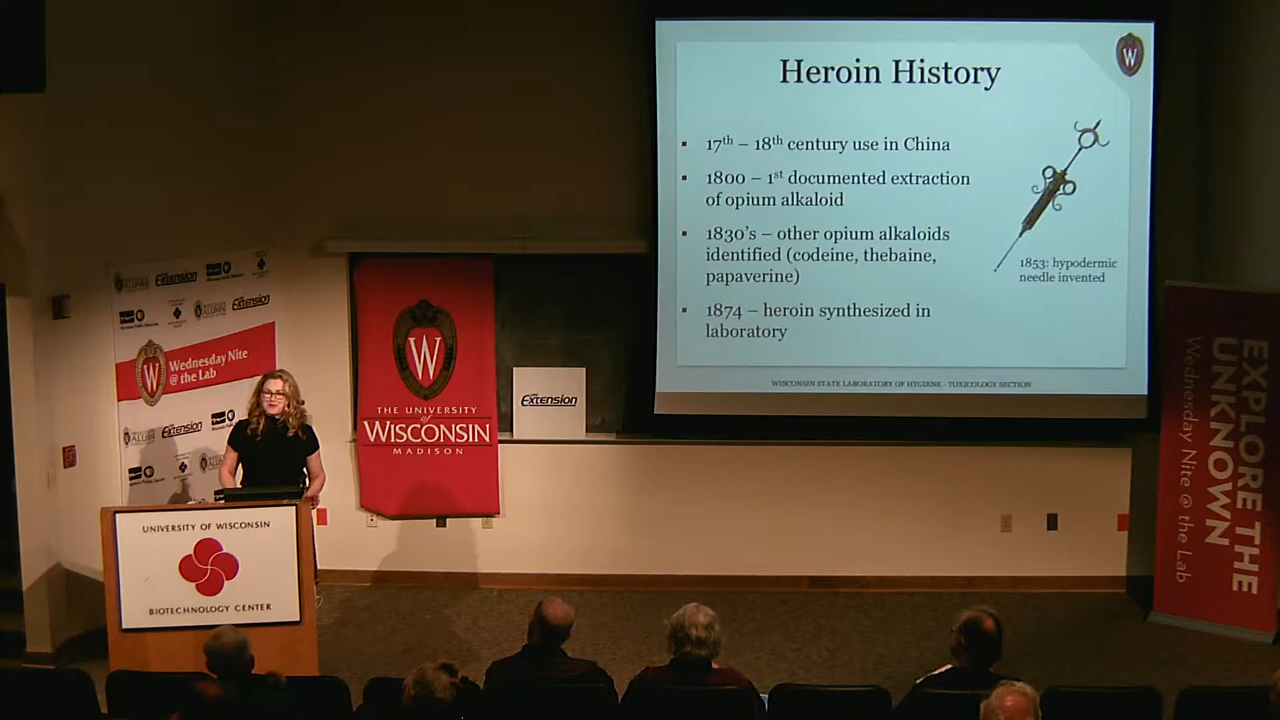 Heroin History
W
17th – 18th century use in China
1800 – 1st documented extraction
of opium alkaloid
1830's – other opium alkaloids
identified (codeine, thebaine,
papaverine)
1874 – heroin synthesized in
laboratory
1853: hypodermic
needle invented
WISCONSIN STATE LABORATORY OF HYGIENE - TOXICOLOGY SECTION
Extension
Extension
W
Wednesday Nite
@ the Lab
Extension
W
THE UNIVERSITY
of
WISCONSIN
MADISON
Extension
UNIVERSITY OF WISCONSIN
BIOTECHNOLOGY CENTER
EXPLORE THE
UNKNOWN
Wednesday Nite @ the Lab